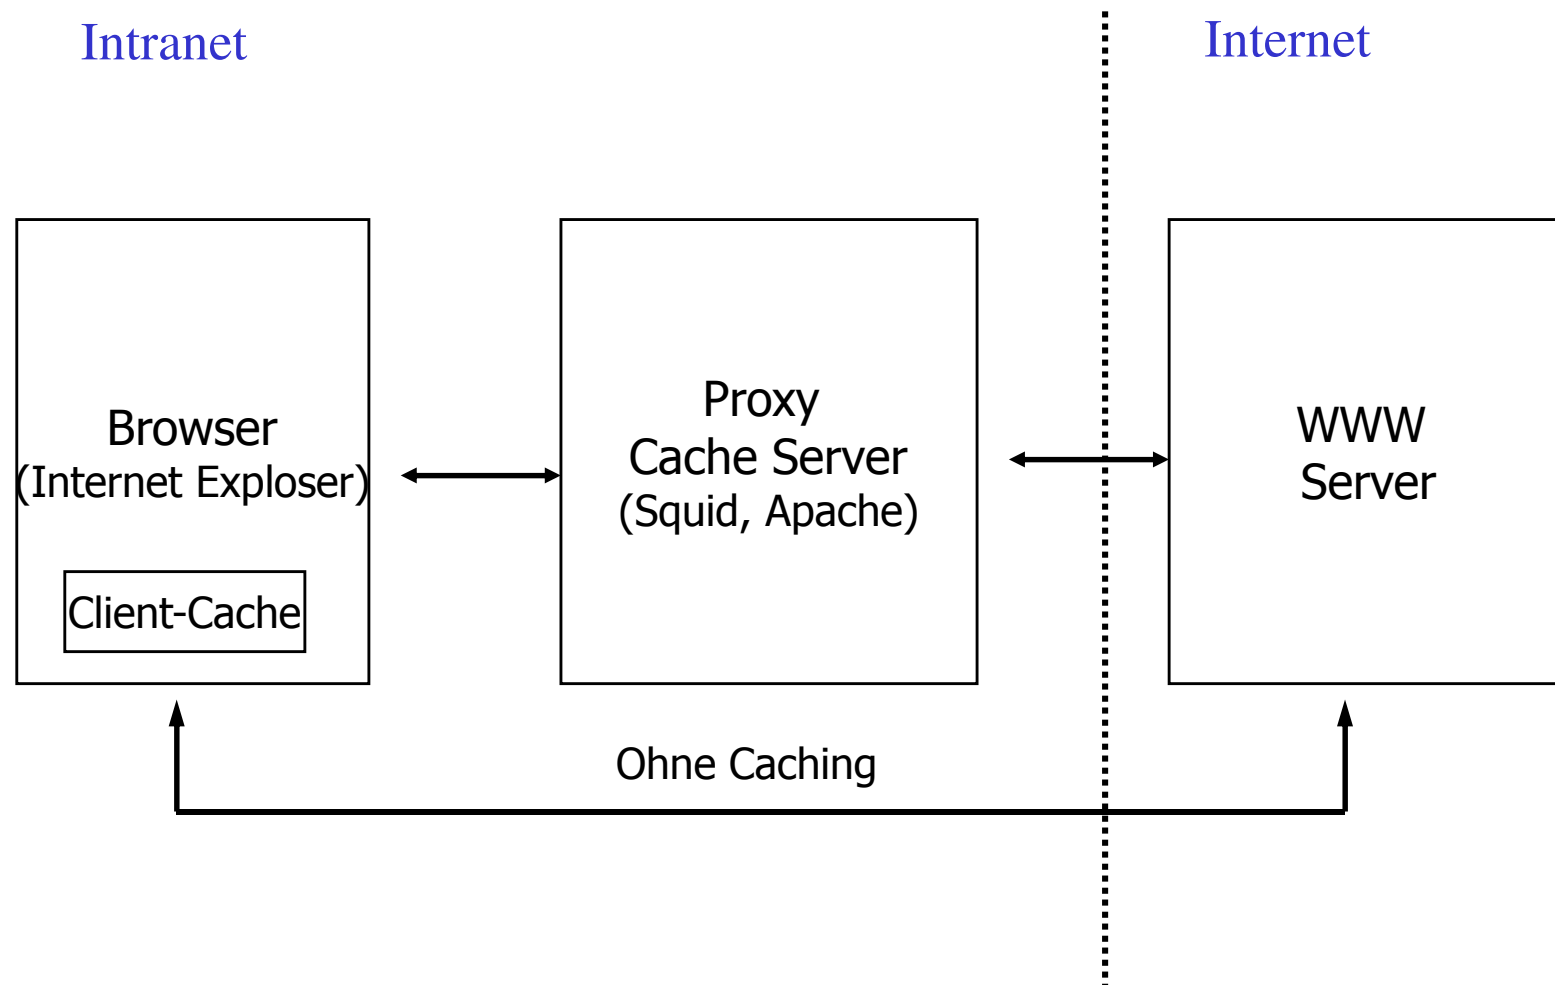 Intranet
Internet
Browser
(Internet Exploser)
Client-Cache
Proxy
Cache Server
(Squid, Apache)
WWW
Server
Ohne Caching